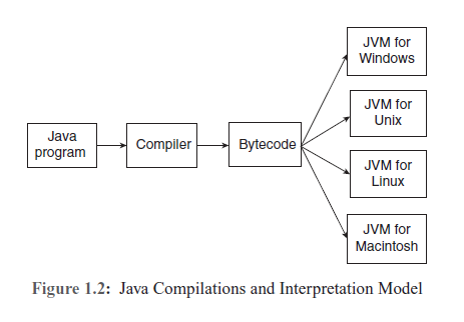 JVM for
Windows
JVM for
Unix
Java
program
Compiler
Bytecode
JVM for
Linux
JVM for
Macintosh
Figure 1.2: Java Compilations and Interpretation Model